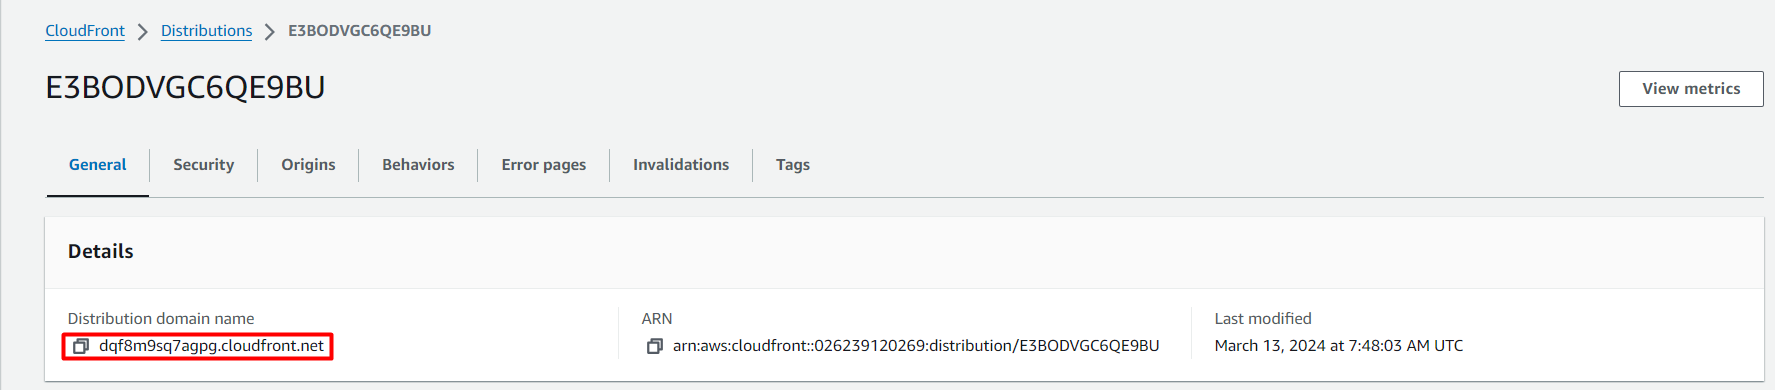 CloudFront > Distributions > E3BODVGC6QE9BU
E3BODVGC6QE9BU
View metrics
General Security Origins Behaviors Error pages Invalidations Tags
Details
Distribution domain name ARN Last modified
dqf8m9sq7agpg.cloudfront.net arn:aws:cloudfront::026239120269:distribution/E3BODVGC6QE9BU March 13, 2024 at 7:48:03 AM UTC